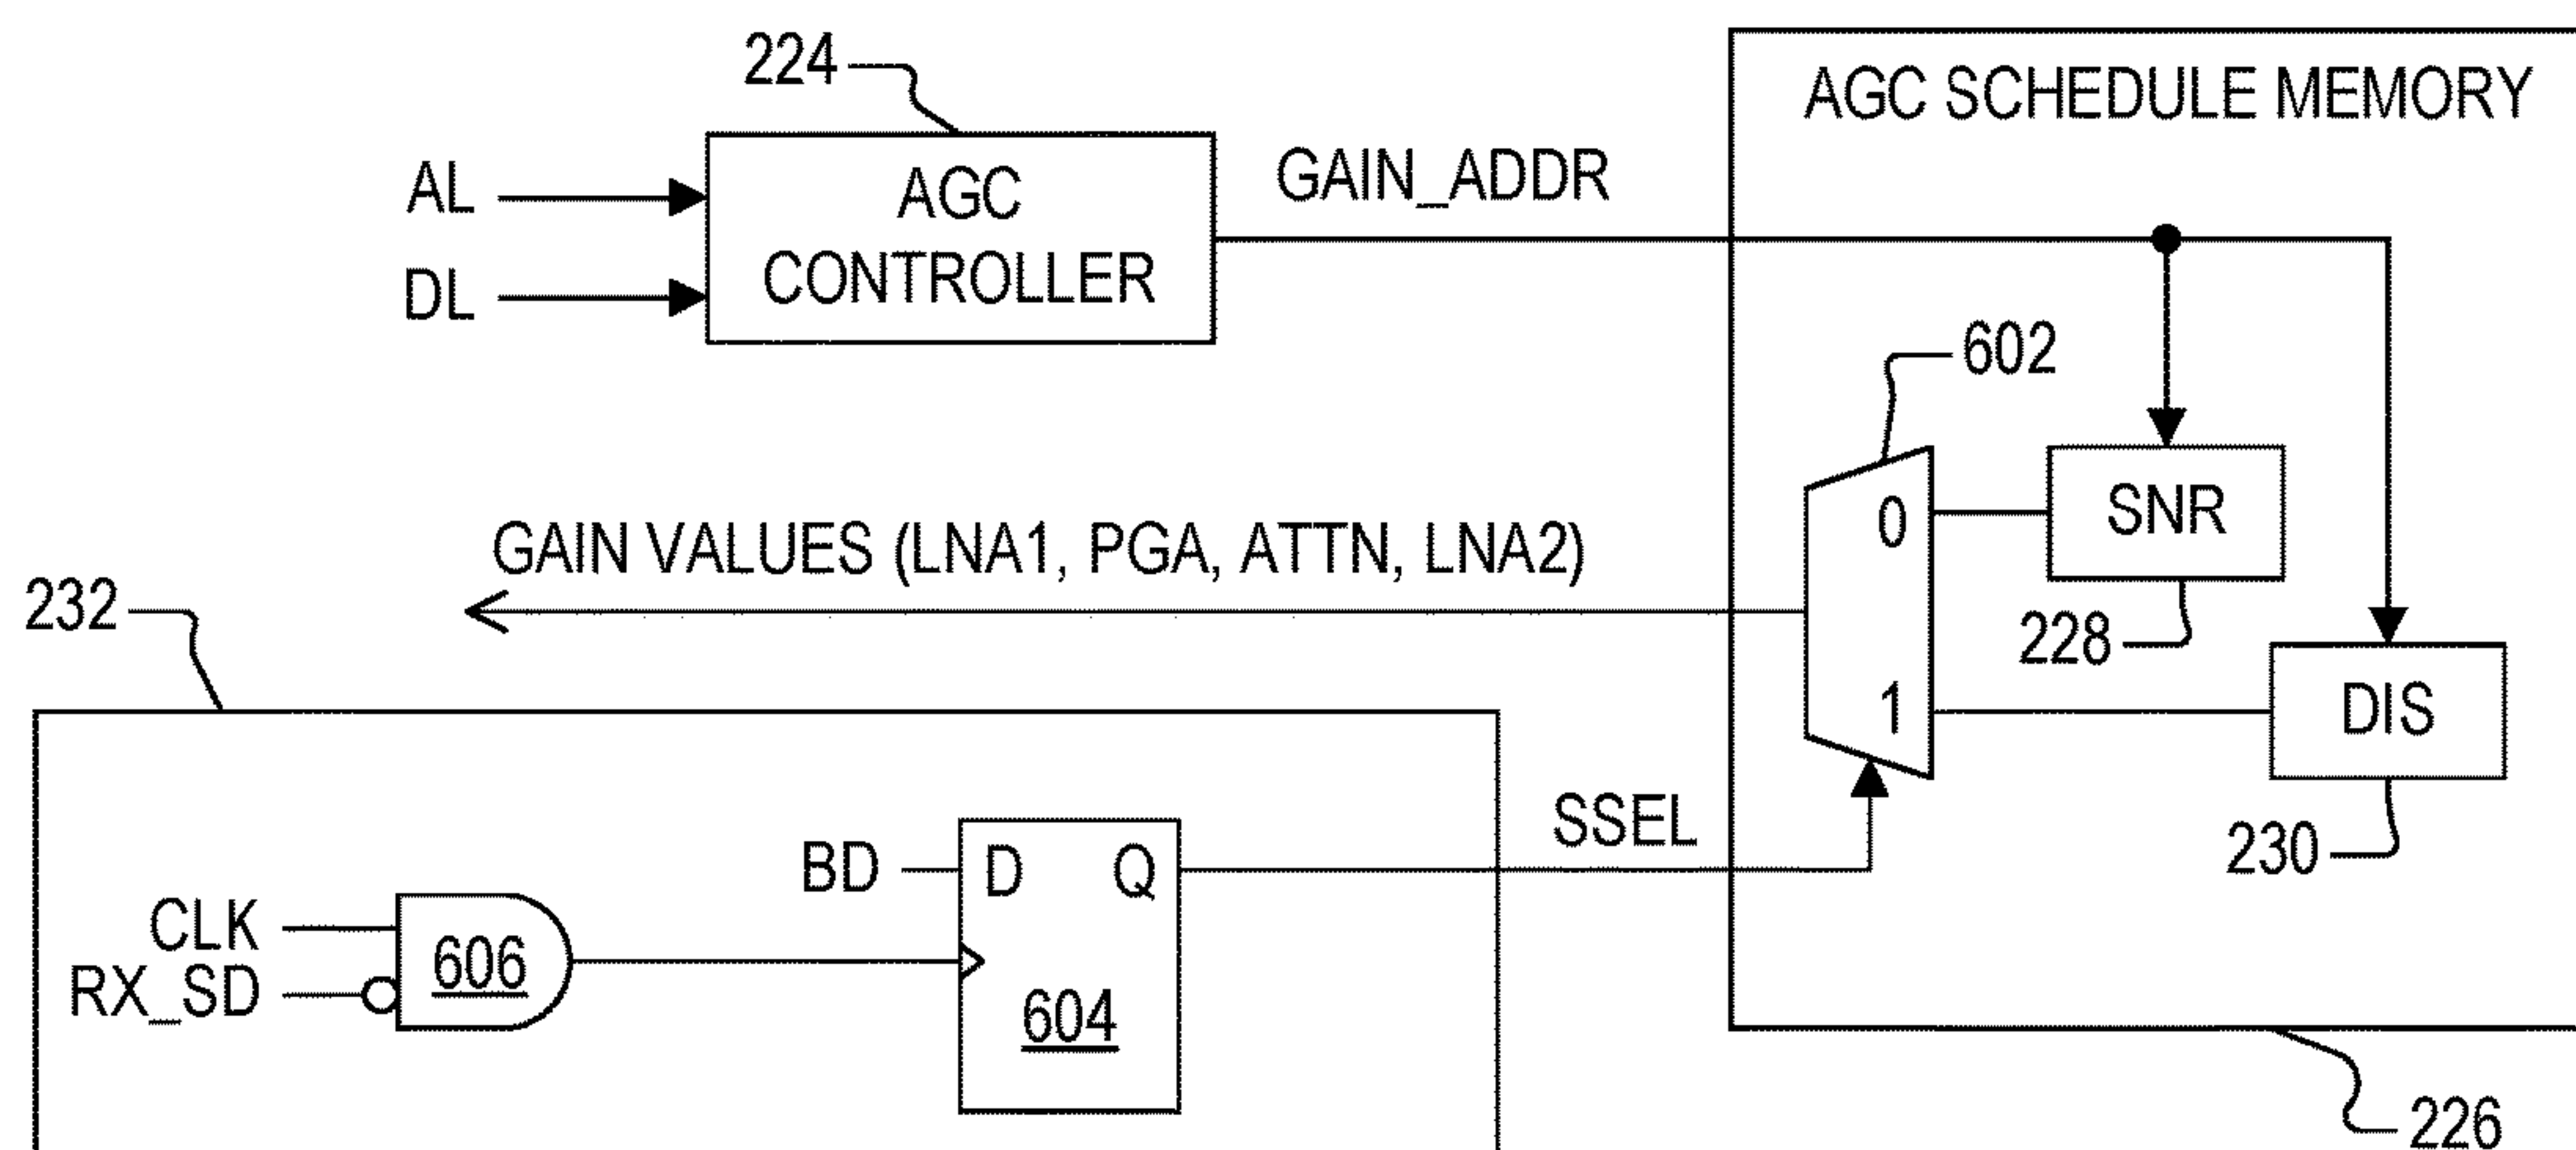 224
AGC SCHEDULE MEMORY
AL
DL
AGC
CONTROLLER
GAIN_ADDR
602
0
SNR
GAIN VALUES (LNA1, PGA, ATTN, LNA2)
232
228
1
DIS
SSEL
230
BD
D
Q
CLK
RX_SD
606
604
226